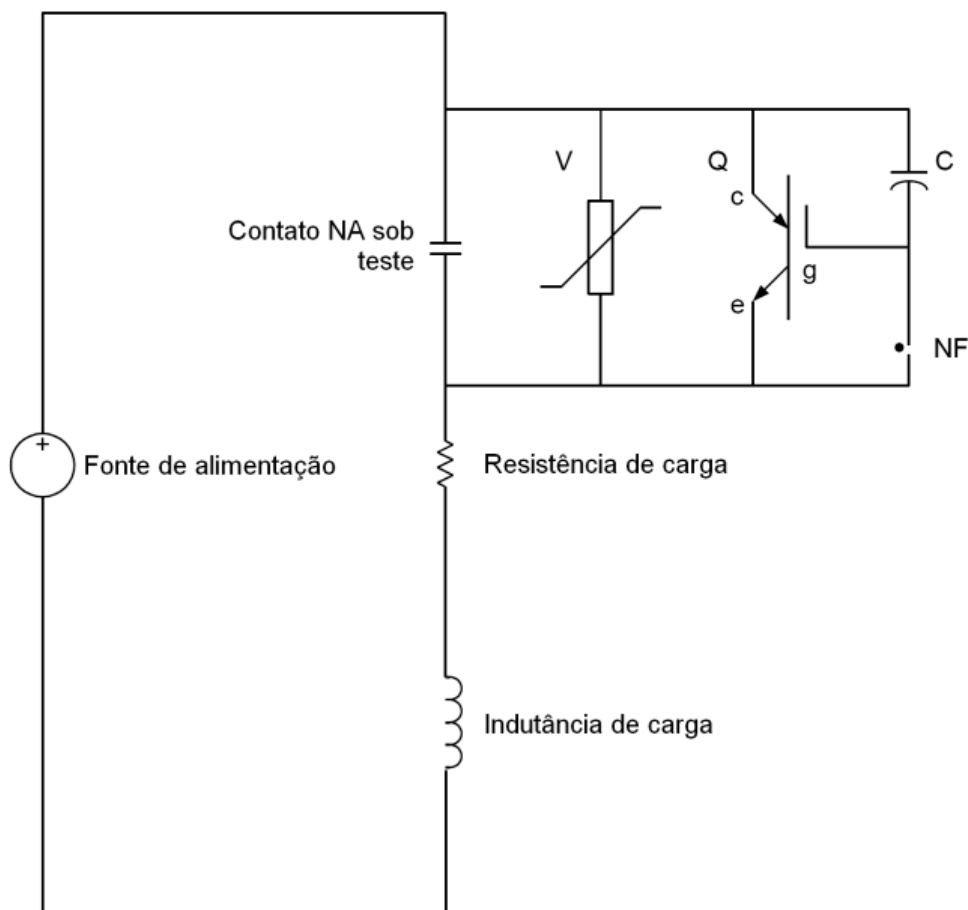 V
Q
C
c
Contato NA sob
teste
g
e
NF
+
Fonte de alimentação
Resistência de carga
Indutância de carga